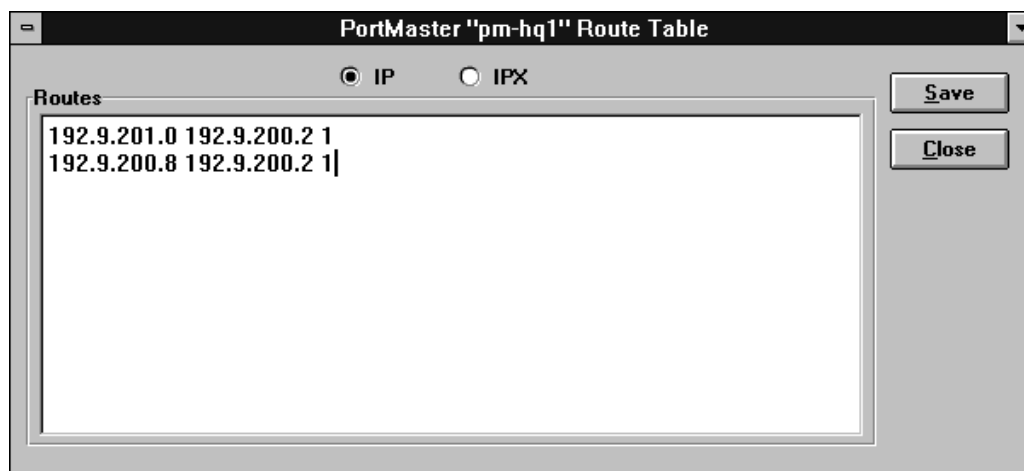 PortMaster "pm-hq1" Route Table
IP IPX
Routes
Save
192.9.201.0 192.9.200.2 1
192.9.200.8 192.9.200.2 1
Close